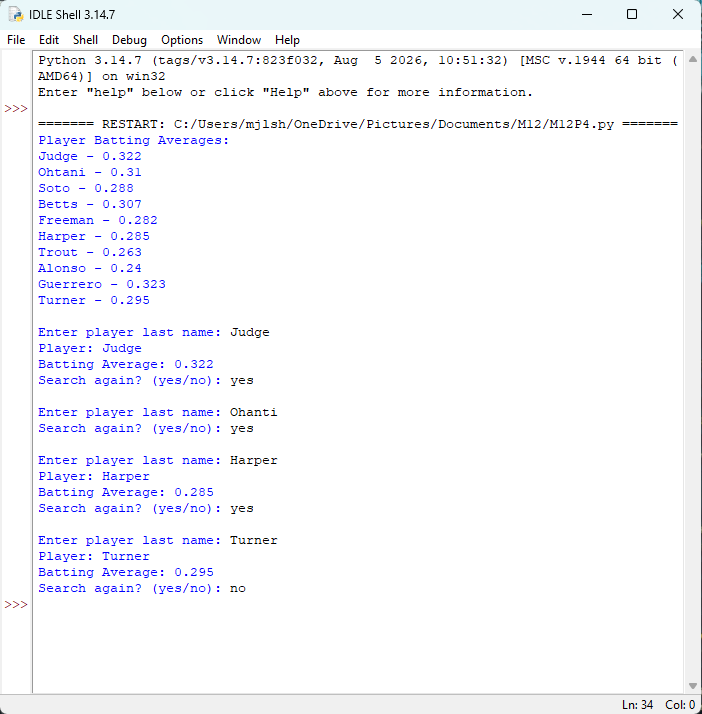 IDLE Shell 3.14.7
File Edit Shell Debug Options Window Help
Python 3.14.7 (tags/v3.14.7:823f032, Aug  5 2026, 10:51:32) [MSC v.1944 64 bit (
AMD64)] on win32
Enter "help" below or click "Help" above for more information.
>>>
======= RESTART: C:/Users/mjlsh/OneDrive/Pictures/Documents/M12/M12P4.py =======
Player Batting Averages:
Judge - 0.322
Ohtani - 0.31
Soto - 0.288
Betts - 0.307
Freeman - 0.282
Harper - 0.285
Trout - 0.263
Alonso - 0.24
Guerrero - 0.323
Turner - 0.295
Enter player last name: Judge
Player: Judge
Batting Average: 0.322
Search again? (yes/no): yes
Enter player last name: Ohanti
Search again? (yes/no): yes
Enter player last name: Harper
Player: Harper
Batting Average: 0.285
Search again? (yes/no): yes
Enter player last name: Turner
Player: Turner
Batting Average: 0.295
Search again? (yes/no): no
>>>
Ln: 34 Col: 0